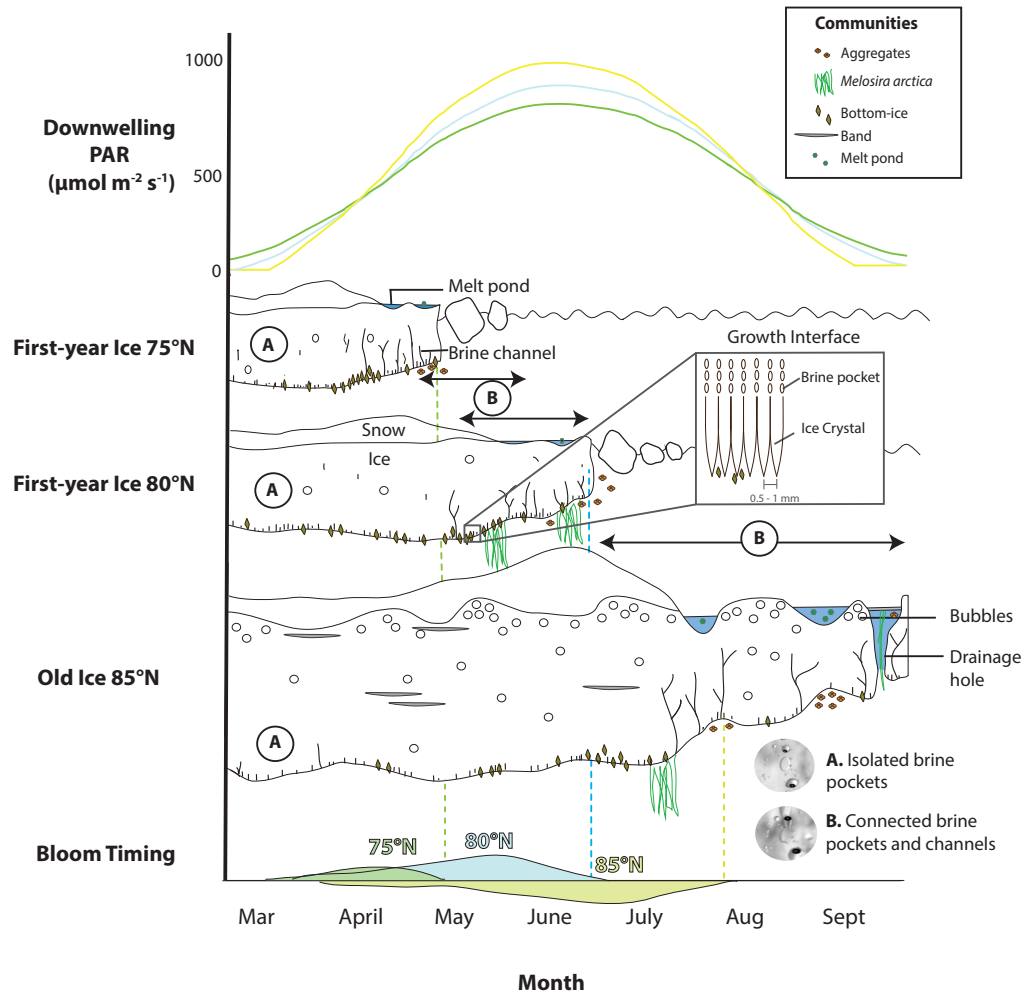 Communities
Aggregates
Melosira arctica
Bottom-ice
Band
Melt pond
1000
500
0
Downwelling
PAR
(µmol m-2 s-1)
Melt pond
First-year Ice 75°N
A
Brine channel
B
Growth Interface
Brine pocket
Ice Crystal
0.5 - 1 mm
Snow
Ice
First-year Ice 80°N
A
B
Old Ice 85°N
A
Bubbles
Drainage
hole
A. Isolated brine
pockets
B. Connected brine
pockets and channels
Bloom Timing
75°N
80°N
85°N
Mar April May June July Aug Sept
Month